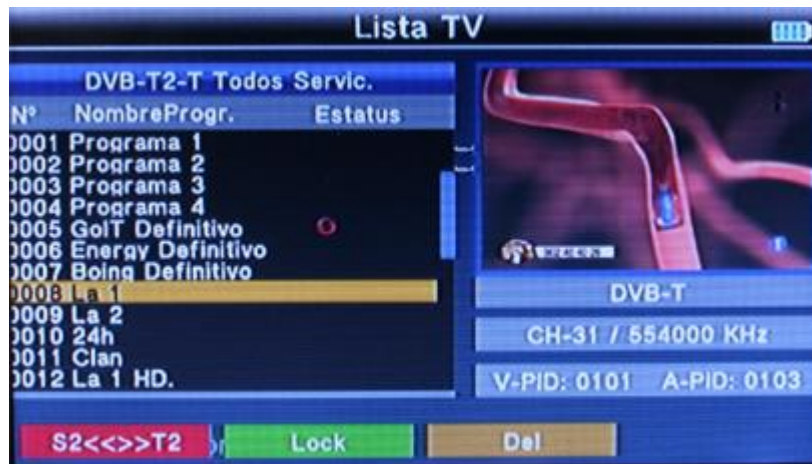 Lista TV
DVB-T2-T Todos Servic.
Nº NombreProgr. Estatus
0001 Programa 1
0002 Programa 2
0003 Programa 3
0004 Programa 4
0005 GolT Definitivo
0006 Energy Definitivo
0007 Boing Definitivo
0008 La 1
0009 La 2
0010 24h
0011 Clan
0012 La 1 HD.
DVB-T
CH-31 / 554000 KHz
V-PID: 0101 A-PID: 0103
S2<<>>T2
Lock
Del